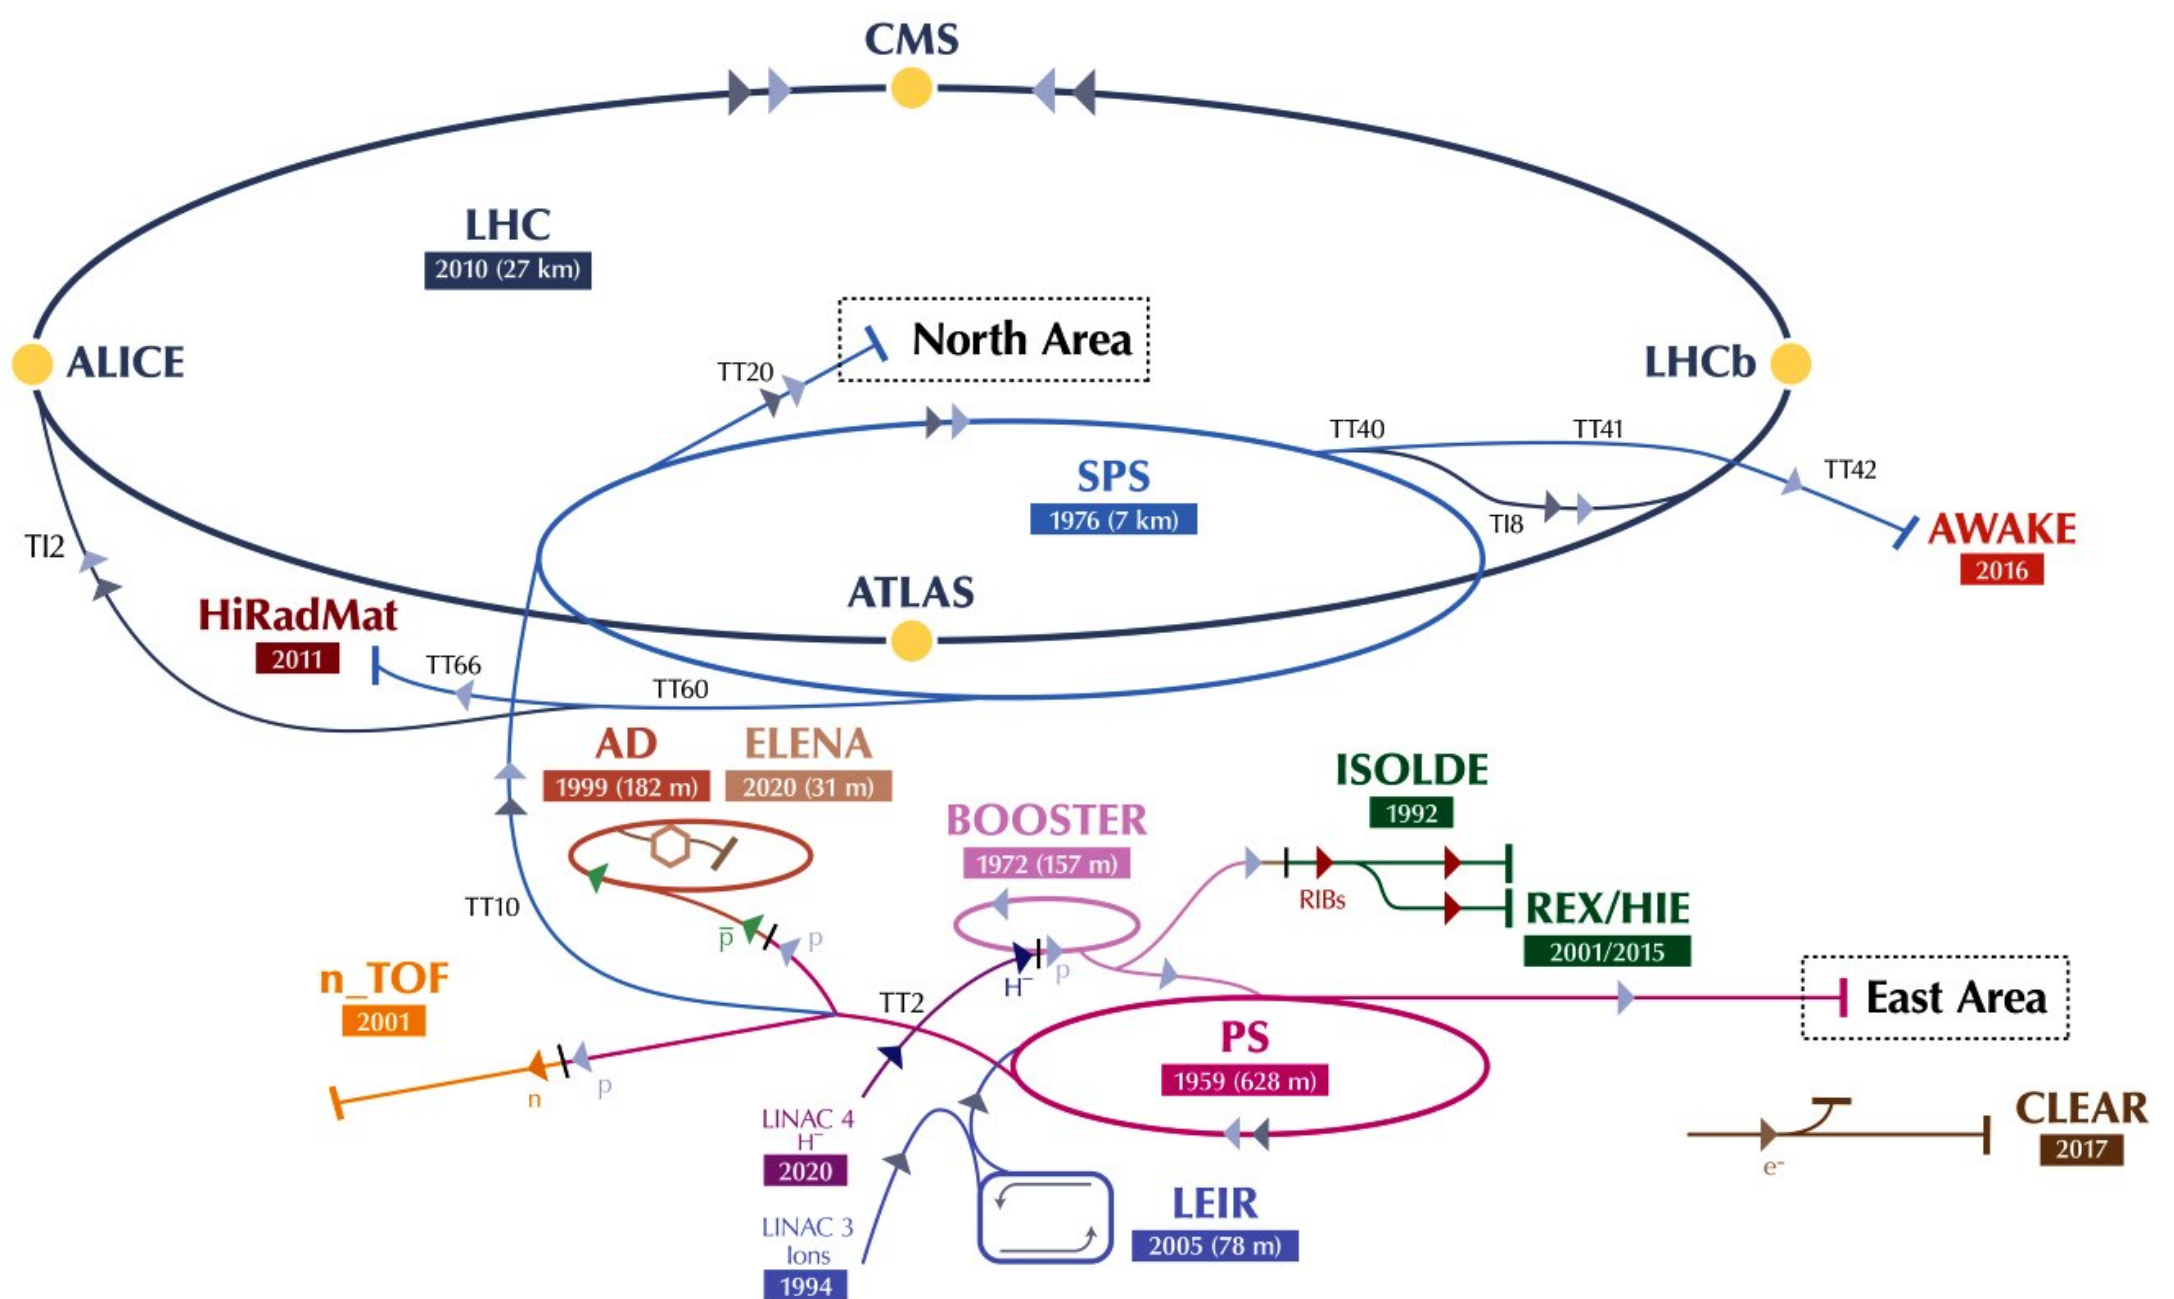 CMS
LHC
2010 (27 km)
North Area
ALICE
LHCb
TT20
TT40
TT41
TT42
SPS
1976 (7 km)
TI8
AWAKE
2016
TI2
ATLAS
HiRadMat
2011
TT66
TT60
AD
1999 (182 m)
ELENA
2020 (31 m)
ISOLDE
1992
BOOSTER
1972 (157 m)
RIBs
REX/HIE
2001/2015
TT10
p̅
p
H⁻
p
n_TOF
2001
TT2
East Area
PS
1959 (628 m)
n
p
LINAC 4
H⁻
2020
CLEAR
2017
e⁻
LEIR
2005 (78 m)
LINAC 3
Ions
1994